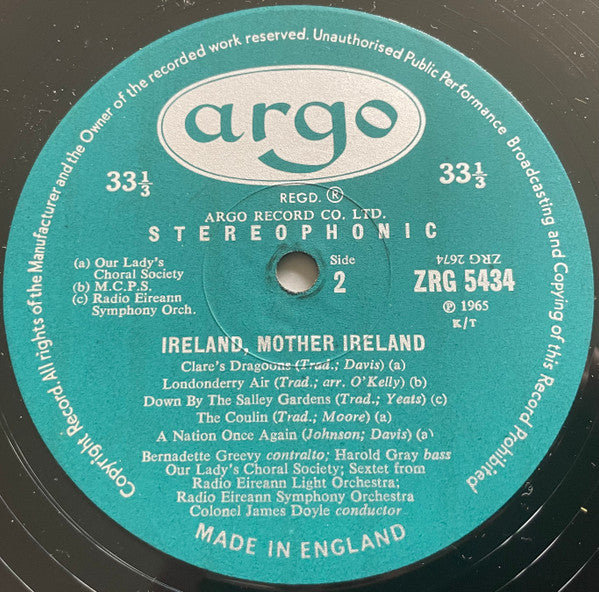 Copyright Record. All rights of the Manufacturer and the Owner of the recorded work reserved. Unauthorised Public Performance Broadcasting and Copying of this Record Prohibited
argo
33⅓
33⅓
REGD. ®
ARGO RECORD CO. LTD.
STEREOPHONIC
(a) Our Lady's
Choral Society
(b) M.C.P.S.
(c) Radio Eireann
Symphony Orch.
Side
2
ZRG 2674
ZRG 5434
℗ 1965
K/T
IRELAND, MOTHER IRELAND
Clare's Dragoons (Trad.; Davis) (a)
Londonderry Air (Trad.; arr. O'Kelly) (b)
Down By The Salley Gardens (Trad.; Yeats) (c)
The Coulin (Trad.; Moore) (a)
A Nation Once Again (Johnson; Davis) (a)
Bernadette Greevy contralto; Harold Gray bass
Our Lady's Choral Society; Sextet from
Radio Eireann Light Orchestra;
Radio Eireann Symphony Orchestra
Colonel James Doyle conductor
MADE IN ENGLAND